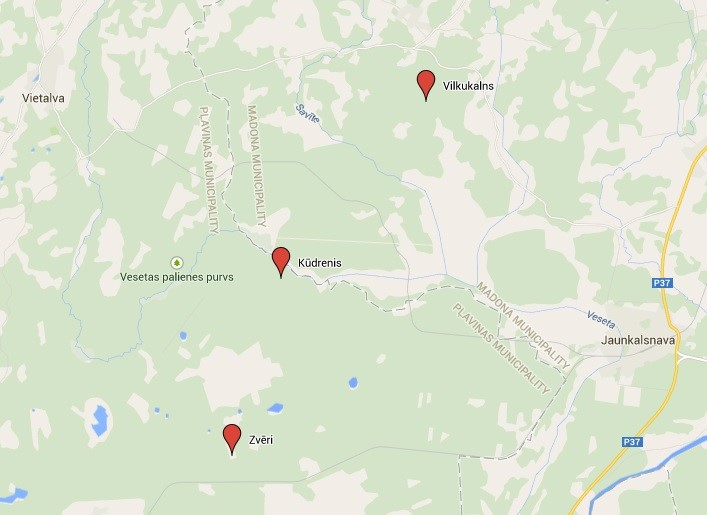 Vilkukalns
Vietalva
Savīte
PLAVINAS MUNICIPALITY
MADONA MUNICIPALITY
Kūdrenis
Vesetas palienes purvs
P37
MADONA MUNICIPALITY
PLAVINAS MUNICIPALITY
Veseta
Jaunkalsnava
Zvēri
P37